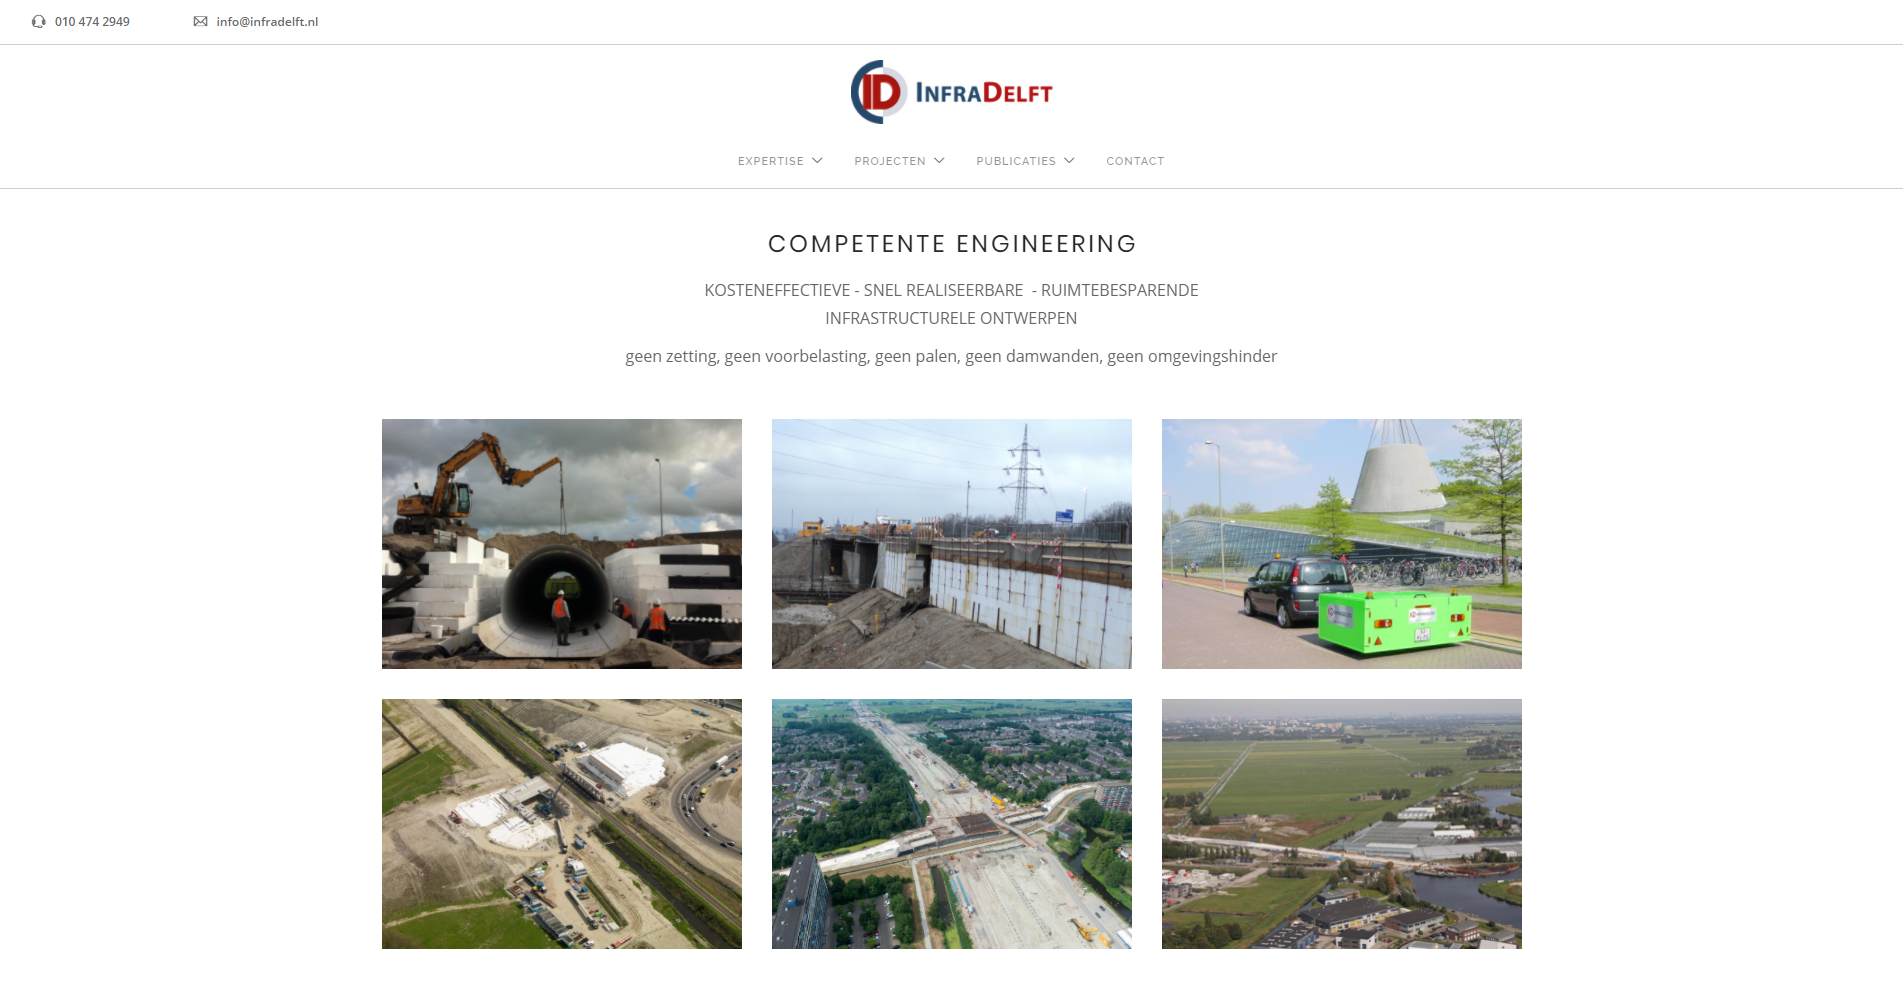 010 474 2949
info@infradelft.nl
ID INFRADELFT
EXPERTISE
PROJECTEN
PUBLICATIES
CONTACT
COMPETENTE ENGINEERING
KOSTENEFFECTIEVE - SNEL REALISEERBARE - RUIMTEBESPARENDE
INFRASTRUCTURELE ONTWERPEN
geen zetting, geen voorbelasting, geen palen, geen damwanden, geen omgevingshinder